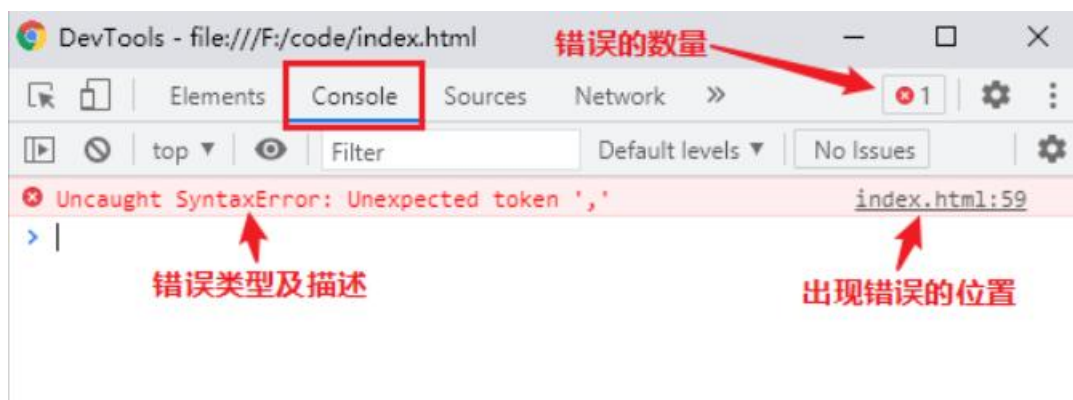 DevTools - file:///F:/code/index.html
错误的数量
Elements Console Sources Network » 1
top ▼ Filter Default levels ▼ No Issues
Uncaught SyntaxError: Unexpected token ',' index.html:59
>
错误类型及描述
出现错误的位置